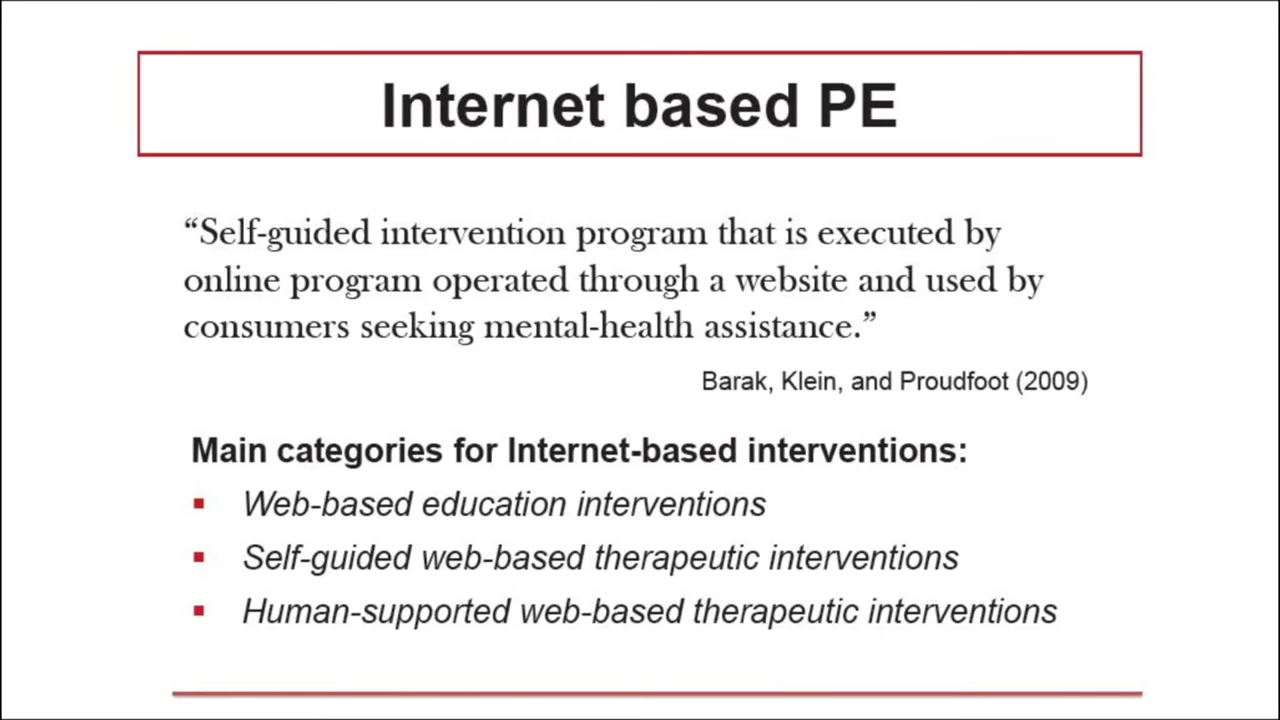 Internet based PE
“Self-guided intervention program that is executed by
online program operated through a website and used by
consumers seeking mental-health assistance.”
Barak, Klein, and Proudfoot (2009)
Main categories for Internet-based interventions:
▪ Web-based education interventions
▪ Self-guided web-based therapeutic interventions
▪ Human-supported web-based therapeutic interventions